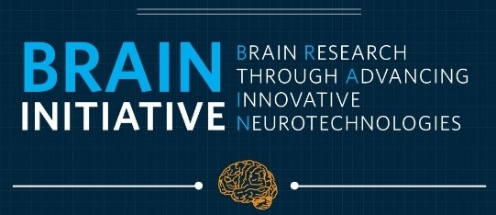 BRAIN
INITIATIVE
BRAIN RESEARCH
THROUGH ADVANCING
INNOVATIVE
NEUROTECHNOLOGIES